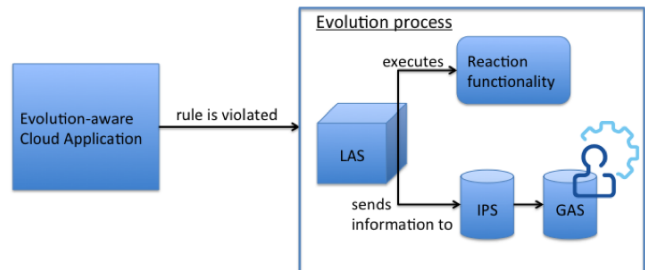 Evolution process
executes
Reaction
functionality
Evolution-aware
Cloud Application
rule is violated
LAS
sends
information to
IPS
GAS